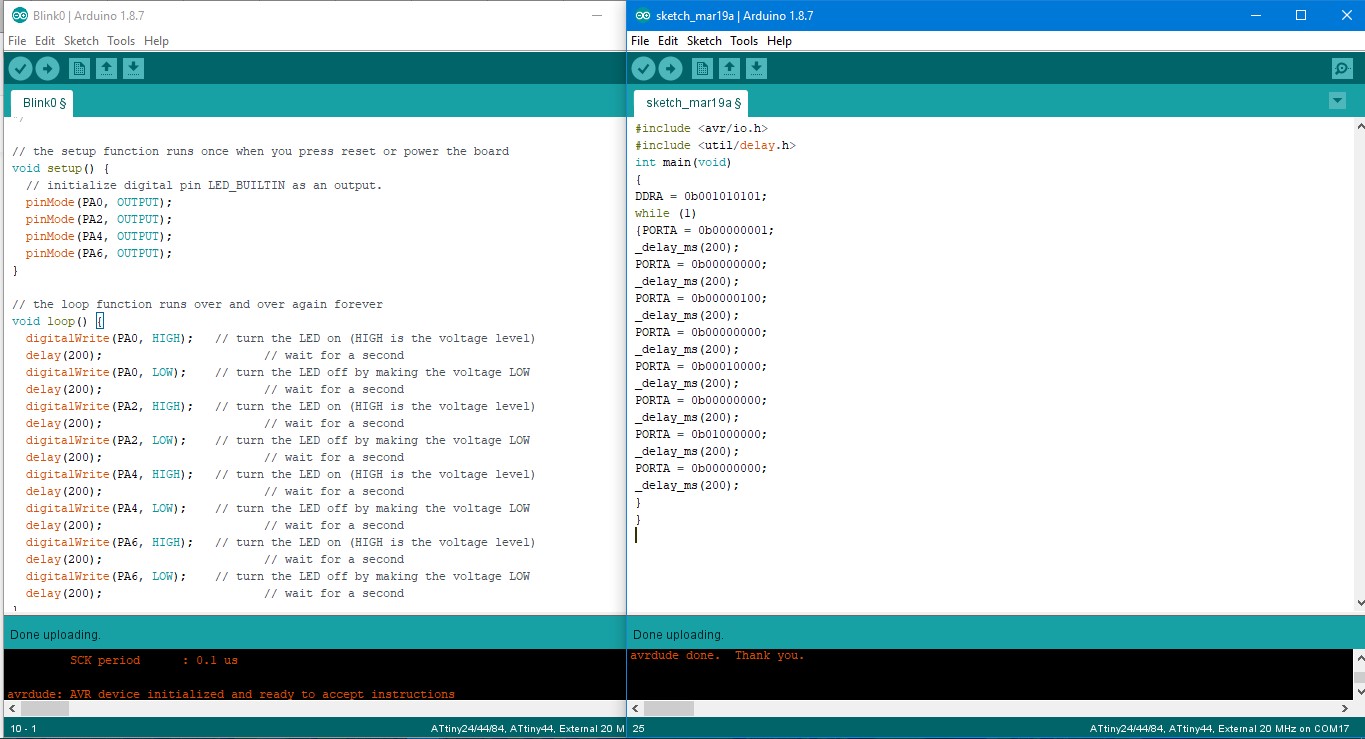 Blink0 | Arduino 1.8.7
File Edit Sketch Tools Help
Blink0 §
*/
// the setup function runs once when you press reset or power the board
void setup() {
  // initialize digital pin LED_BUILTIN as an output.
  pinMode(PA0, OUTPUT);
  pinMode(PA2, OUTPUT);
  pinMode(PA4, OUTPUT);
  pinMode(PA6, OUTPUT);
}
// the loop function runs over and over again forever
void loop() {
  digitalWrite(PA0, HIGH);   // turn the LED on (HIGH is the voltage level)
  delay(200);                       // wait for a second
  digitalWrite(PA0, LOW);    // turn the LED off by making the voltage LOW
  delay(200);                       // wait for a second
  digitalWrite(PA2, HIGH);   // turn the LED on (HIGH is the voltage level)
  delay(200);                       // wait for a second
  digitalWrite(PA2, LOW);    // turn the LED off by making the voltage LOW
  delay(200);                       // wait for a second
  digitalWrite(PA4, HIGH);   // turn the LED on (HIGH is the voltage level)
  delay(200);                       // wait for a second
  digitalWrite(PA4, LOW);    // turn the LED off by making the voltage LOW
  delay(200);                       // wait for a second
  digitalWrite(PA6, HIGH);   // turn the LED on (HIGH is the voltage level)
  delay(200);                       // wait for a second
  digitalWrite(PA6, LOW);    // turn the LED off by making the voltage LOW
  delay(200);                       // wait for a second
}
Done uploading.
SCK period      : 0.1 us
avrdude: AVR device initialized and ready to accept instructions
10 - 1 ATtiny24/44/84, ATtiny44, External 20 M
sketch_mar19a | Arduino 1.8.7
File Edit Sketch Tools Help
sketch_mar19a §
#include <avr/io.h>
#include <util/delay.h>
int main(void)
{
DDRA = 0b001010101;
while (1)
{PORTA = 0b00000001;
_delay_ms(200);
PORTA = 0b00000000;
_delay_ms(200);
PORTA = 0b00000100;
_delay_ms(200);
PORTA = 0b00000000;
_delay_ms(200);
PORTA = 0b00010000;
_delay_ms(200);
PORTA = 0b00000000;
_delay_ms(200);
PORTA = 0b01000000;
_delay_ms(200);
PORTA = 0b00000000;
_delay_ms(200);
}
}
Done uploading.
avrdude done.  Thank you.
25 ATtiny24/44/84, ATtiny44, External 20 MHz on COM17